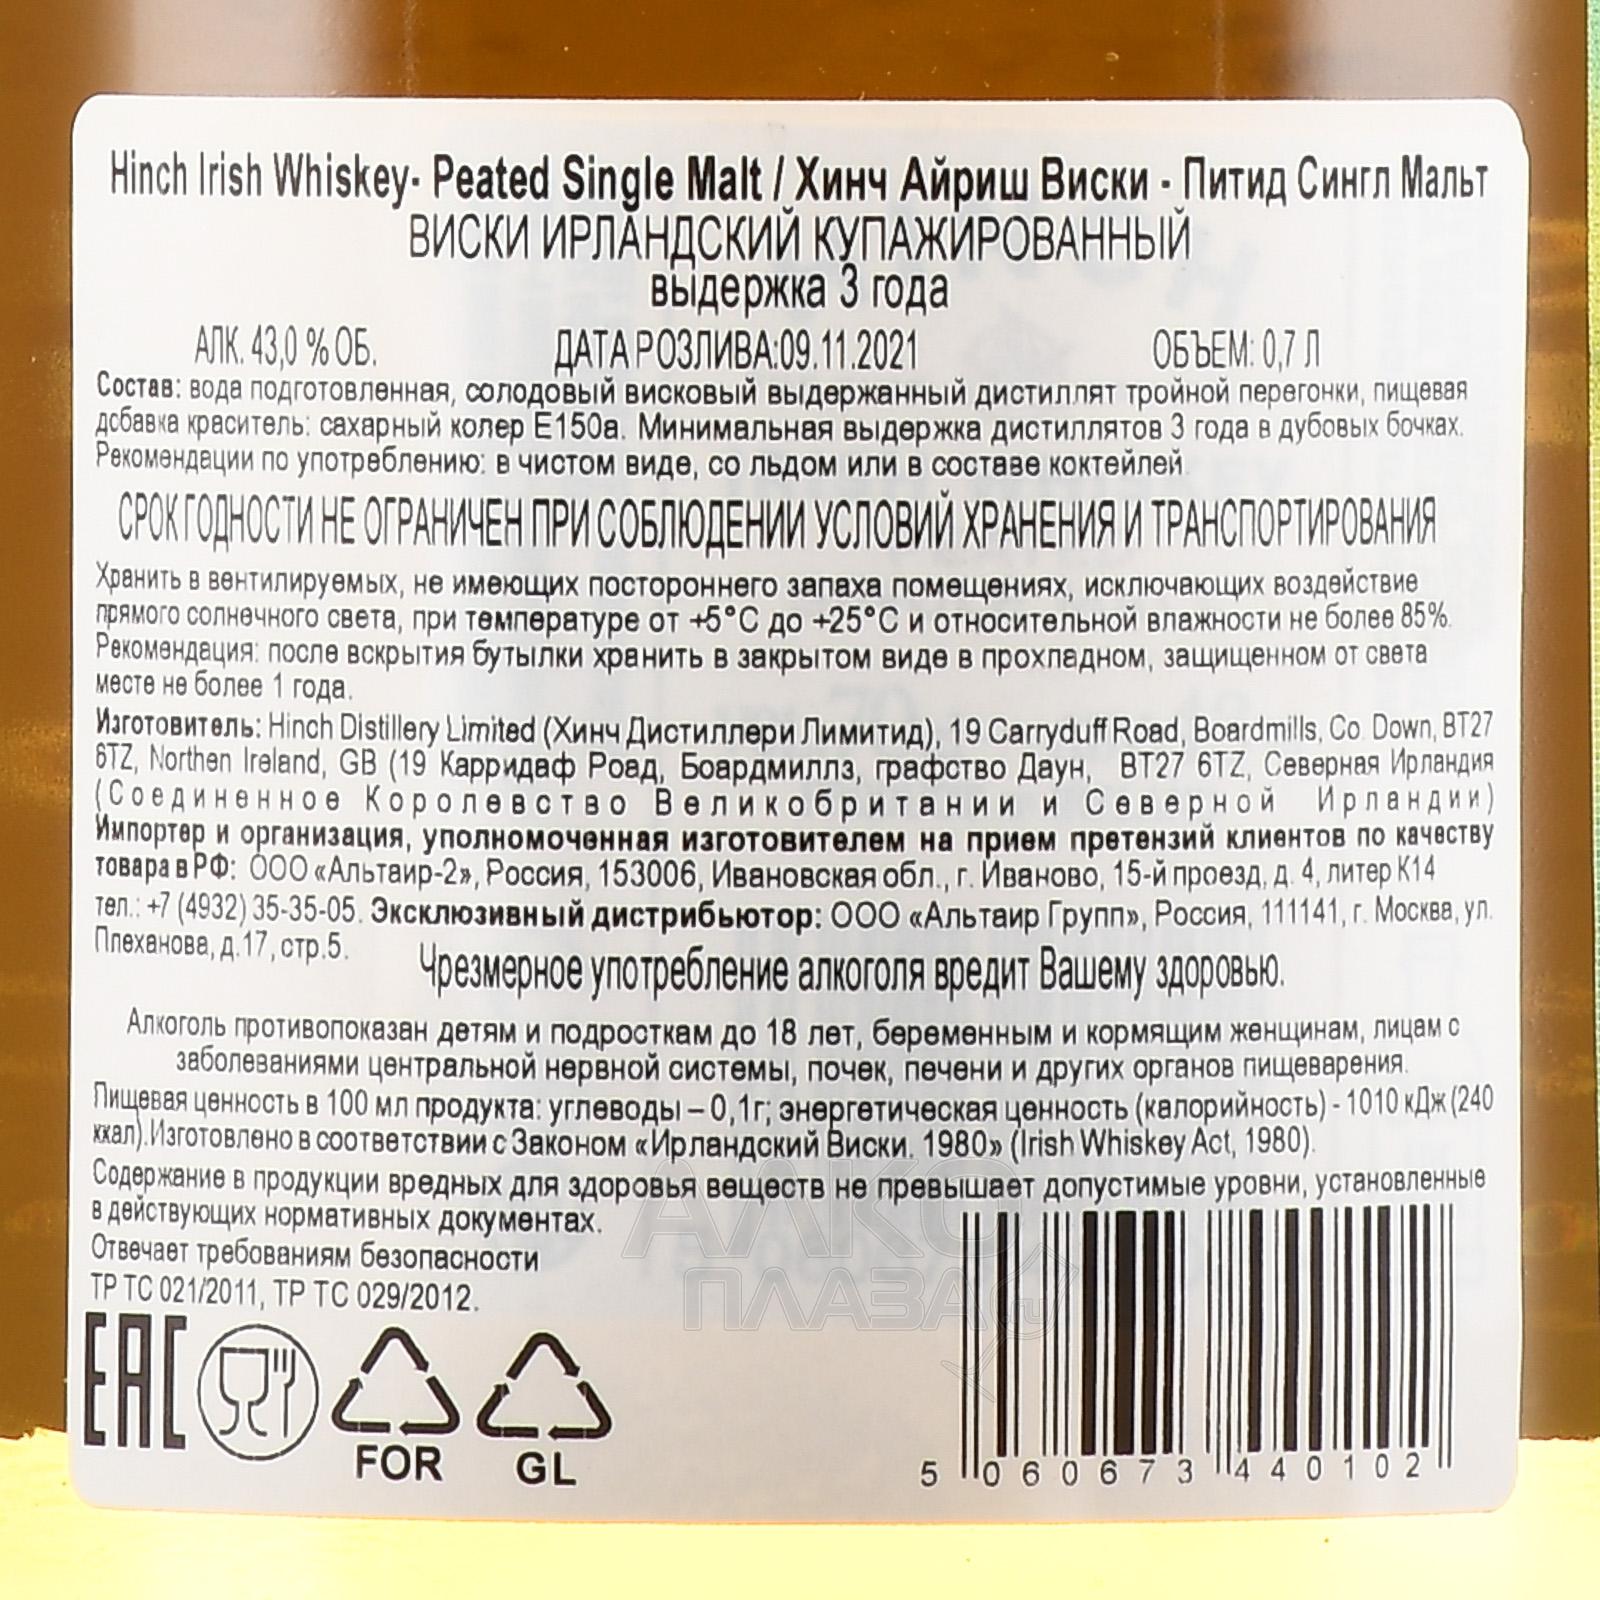 Hinch Irish Whiskey- Peated Single Malt / Хинч Айриш Виски - Питид Сингл Мальт
ВИСКИ ИРЛАНДСКИЙ КУПАЖИРОВАННЫЙ
выдержка 3 года
АЛК. 43,0 % ОБ. ДАТА РОЗЛИВА:09.11.2021 ОБЪЕМ: 0,7 Л
Состав: вода подготовленная, солодовый висковый выдержанный дистиллят тройной перегонки, пищевая
добавка краситель: сахарный колер Е150а. Минимальная выдержка дистиллятов 3 года в дубовых бочках.
Рекомендации по употреблению: в чистом виде, со льдом или в составе коктейлей.
СРОК ГОДНОСТИ НЕ ОГРАНИЧЕН ПРИ СОБЛЮДЕНИИ УСЛОВИЙ ХРАНЕНИЯ И ТРАНСПОРТИРОВАНИЯ
Хранить в вентилируемых, не имеющих постороннего запаха помещениях, исключающих воздействие
прямого солнечного света, при температуре от +5°С до +25°С и относительной влажности не более 85%.
Рекомендация: после вскрытия бутылки хранить в закрытом виде в прохладном, защищенном от света
месте не более 1 года.
Изготовитель: Hinch Distillery Limited (Хинч Дистиллери Лимитид), 19 Carryduff Road, Boardmills, Co. Down, BT27
6TZ, Northen Ireland, GB (19 Карридаф Роад, Боардмиллз, графство Даун, BT27 6TZ, Северная Ирландия
(Соединенное Королевство Великобритании и Северной Ирландии)
Импортер и организация, уполномоченная изготовителем на прием претензий клиентов по качеству
товара в РФ: ООО «Альтаир-2», Россия, 153006, Ивановская обл., г. Иваново, 15-й проезд, д. 4, литер К14
тел.: +7 (4932) 35-35-05. Эксклюзивный дистрибьютор: ООО «Альтаир Групп», Россия, 111141, г. Москва, ул.
Плеханова, д.17, стр.5.
Чрезмерное употребление алкоголя вредит Вашему здоровью.
Алкоголь противопоказан детям и подросткам до 18 лет, беременным и кормящим женщинам, лицам с
заболеваниями центральной нервной системы, почек, печени и других органов пищеварения.
Пищевая ценность в 100 мл продукта: углеводы – 0,1г; энергетическая ценность (калорийность) - 1010 кДж (240
ккал).Изготовлено в соответствии с Законом «Ирландский Виски. 1980» (Irish Whiskey Act, 1980).
Содержание в продукции вредных для здоровья веществ не превышает допустимые уровни, установленные
в действующих нормативных документах.
Отвечает требованиям безопасности
ТР ТС 021/2011, ТР ТС 029/2012.
АЛКО
ПЛАЗА.ru
EAC
FOR GL
5 060673 440102